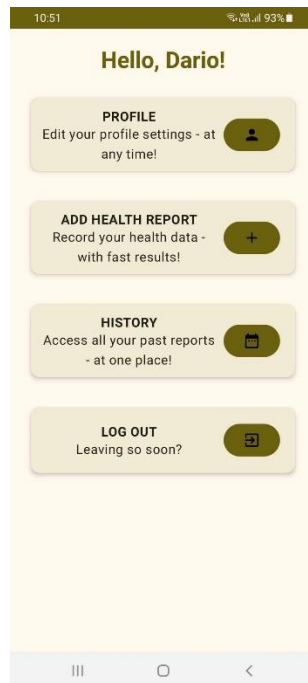 10:51 93%
Hello, Dario!
PROFILE
Edit your profile settings - at
any time!
ADD HEALTH REPORT
Record your health data -
with fast results!
HISTORY
Access all your past reports
- at one place!
LOG OUT
Leaving so soon?